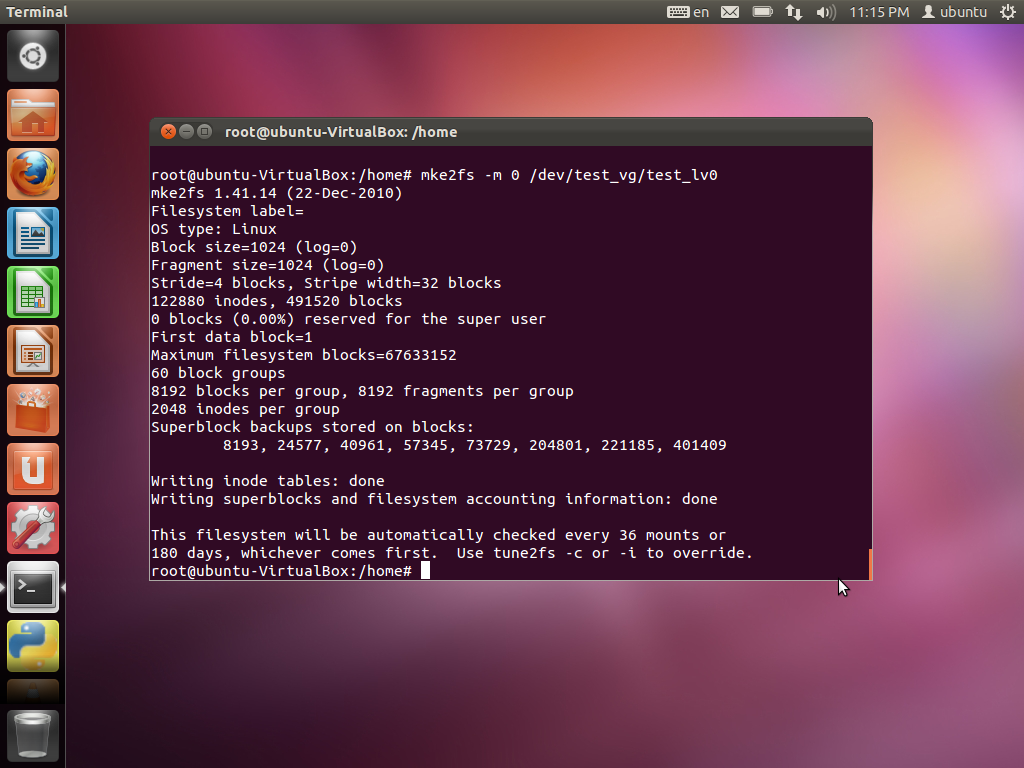 Terminal
en
11:15 PM
ubuntu
root@ubuntu-VirtualBox: /home
root@ubuntu-VirtualBox:/home# mke2fs -m 0 /dev/test_vg/test_lv0
mke2fs 1.41.14 (22-Dec-2010)
Filesystem label=
OS type: Linux
Block size=1024 (log=0)
Fragment size=1024 (log=0)
Stride=4 blocks, Stripe width=32 blocks
122880 inodes, 491520 blocks
0 blocks (0.00%) reserved for the super user
First data block=1
Maximum filesystem blocks=67633152
60 block groups
8192 blocks per group, 8192 fragments per group
2048 inodes per group
Superblock backups stored on blocks:
8193, 24577, 40961, 57345, 73729, 204801, 221185, 401409
Writing inode tables: done
Writing superblocks and filesystem accounting information: done
This filesystem will be automatically checked every 36 mounts or
180 days, whichever comes first.  Use tune2fs -c or -i to override.
root@ubuntu-VirtualBox:/home#